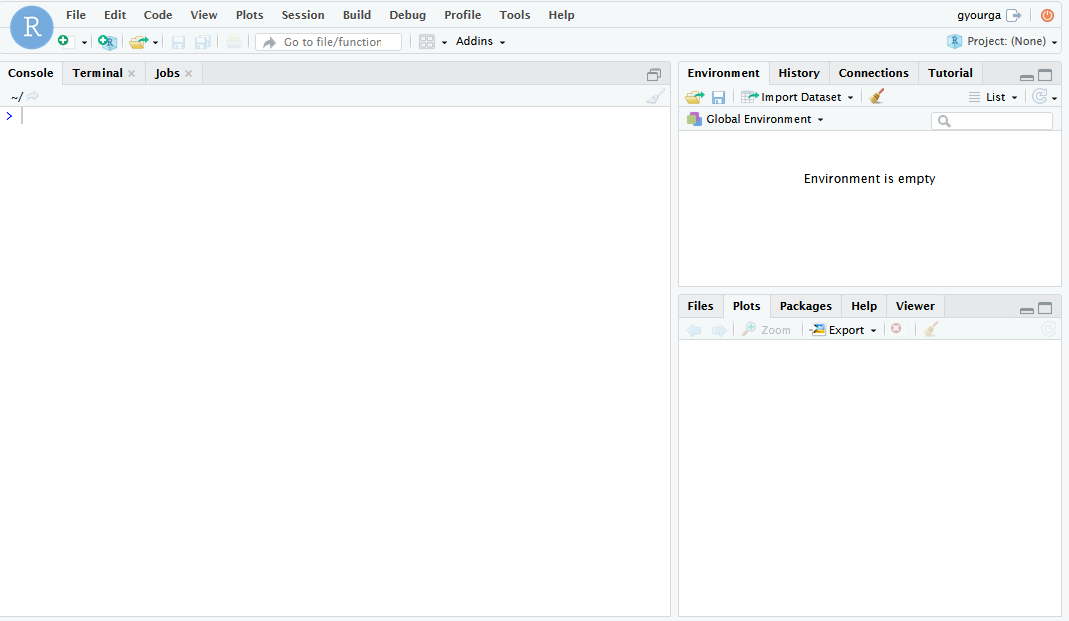 R
File Edit Code View Plots Session Build Debug Profile Tools Help
gyourga
R Go to file/function Addins
R Project: (None)
Console Terminal Jobs
~/
>
Environment History Connections Tutorial
Import Dataset List
Global Environment
Environment is empty
Files Plots Packages Help Viewer
Zoom Export